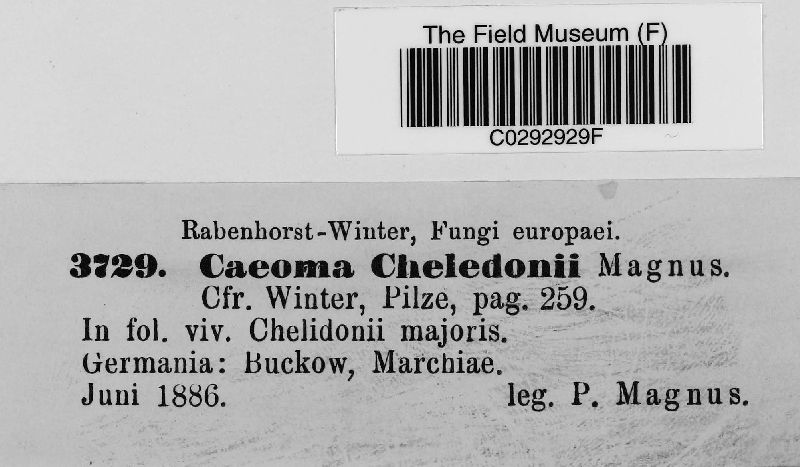 The Field Museum (F)
C0292929F
Rabenhorst-Winter, Fungi europaei.
3729. Caeoma Cheledonii Magnus.
Cfr. Winter, Pilze, pag. 259.
In fol. viv. Chelidonii majoris.
Germania: Buckow, Marchiae.
Juni 1886. leg. P. Magnus.